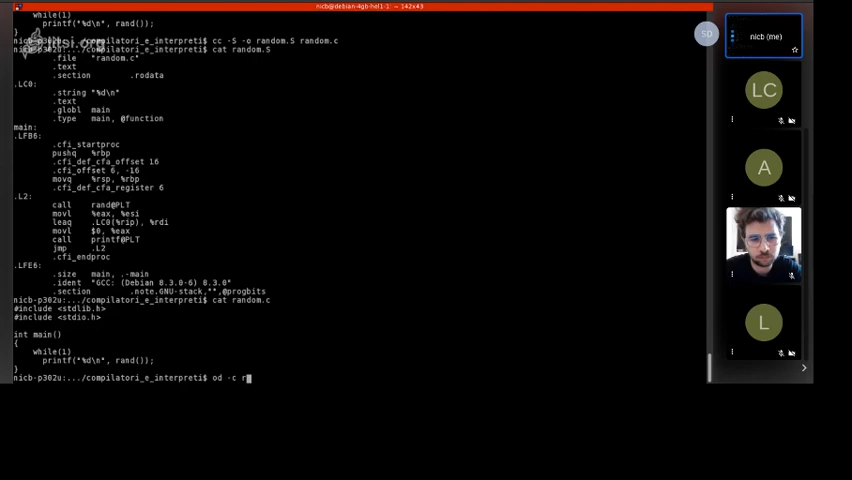 nicb@debian-4gb-hel1-1: ~ 142x43
while(1)
printf("%d\n", rand());
}
nicb-p302u:.../compilatori_e_interpreti$ cc -S -o random.S random.c
nicb-p302u:.../compilatori_e_interpreti$ cat random.S
.file "random.c"
.text
.section .rodata
.LC0:
.string "%d\n"
.text
.globl main
.type main, @function
main:
.LFB6:
.cfi_startproc
pushq %rbp
.cfi_def_cfa_offset 16
.cfi_offset 6, -16
movq %rsp, %rbp
.cfi_def_cfa_register 6
.L2:
call rand@PLT
movl %eax, %esi
leaq .LC0(%rip), %rdi
movl $0, %eax
call printf@PLT
jmp .L2
.cfi_endproc
.LFE6:
.size main, .-main
.ident "GCC: (Debian 8.3.0-6) 8.3.0"
.section .note.GNU-stack,"",@progbits
nicb-p302u:.../compilatori_e_interpreti$ cat random.c
#include <stdlib.h>
#include <stdio.h>
int main()
{
while(1)
printf("%d\n", rand());
}
nicb-p302u:.../compilatori_e_interpreti$ od -c r
SD
nicb (me)
LC
A
L